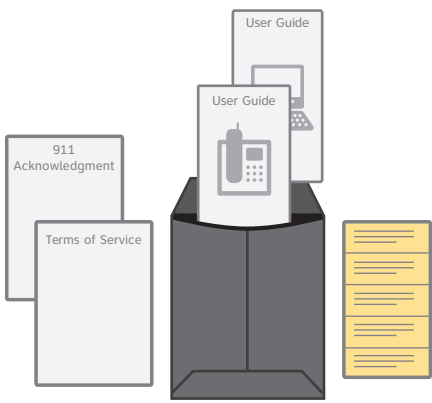 User Guide
User Guide
911
Acknowledgment
Terms of Service